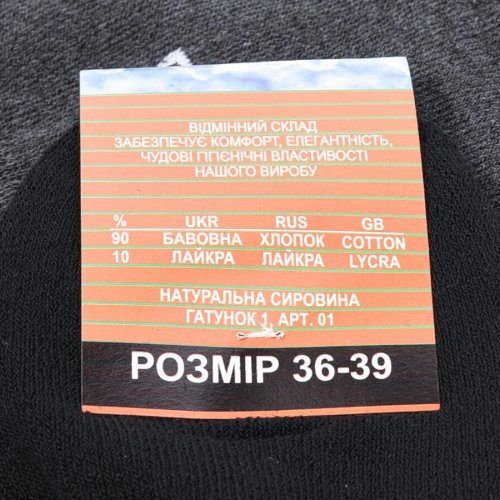 ВІДМІННИЙ СКЛАД
ЗАБЕЗПЕЧУЄ КОМФОРТ, ЕЛЕГАНТНІСТЬ,
ЧУДОВІ ГІГІЄНІЧНІ ВЛАСТИВОСТІ
НАШОГО ВИРОБУ
% UKR RUS GB
90 БАВОВНА ХЛОПОК COTTON
10 ЛАЙКРА ЛАЙКРА LYCRA
НАТУРАЛЬНА СИРОВИНА
ГАТУНОК 1, АРТ. 01
РОЗМІР 36-39